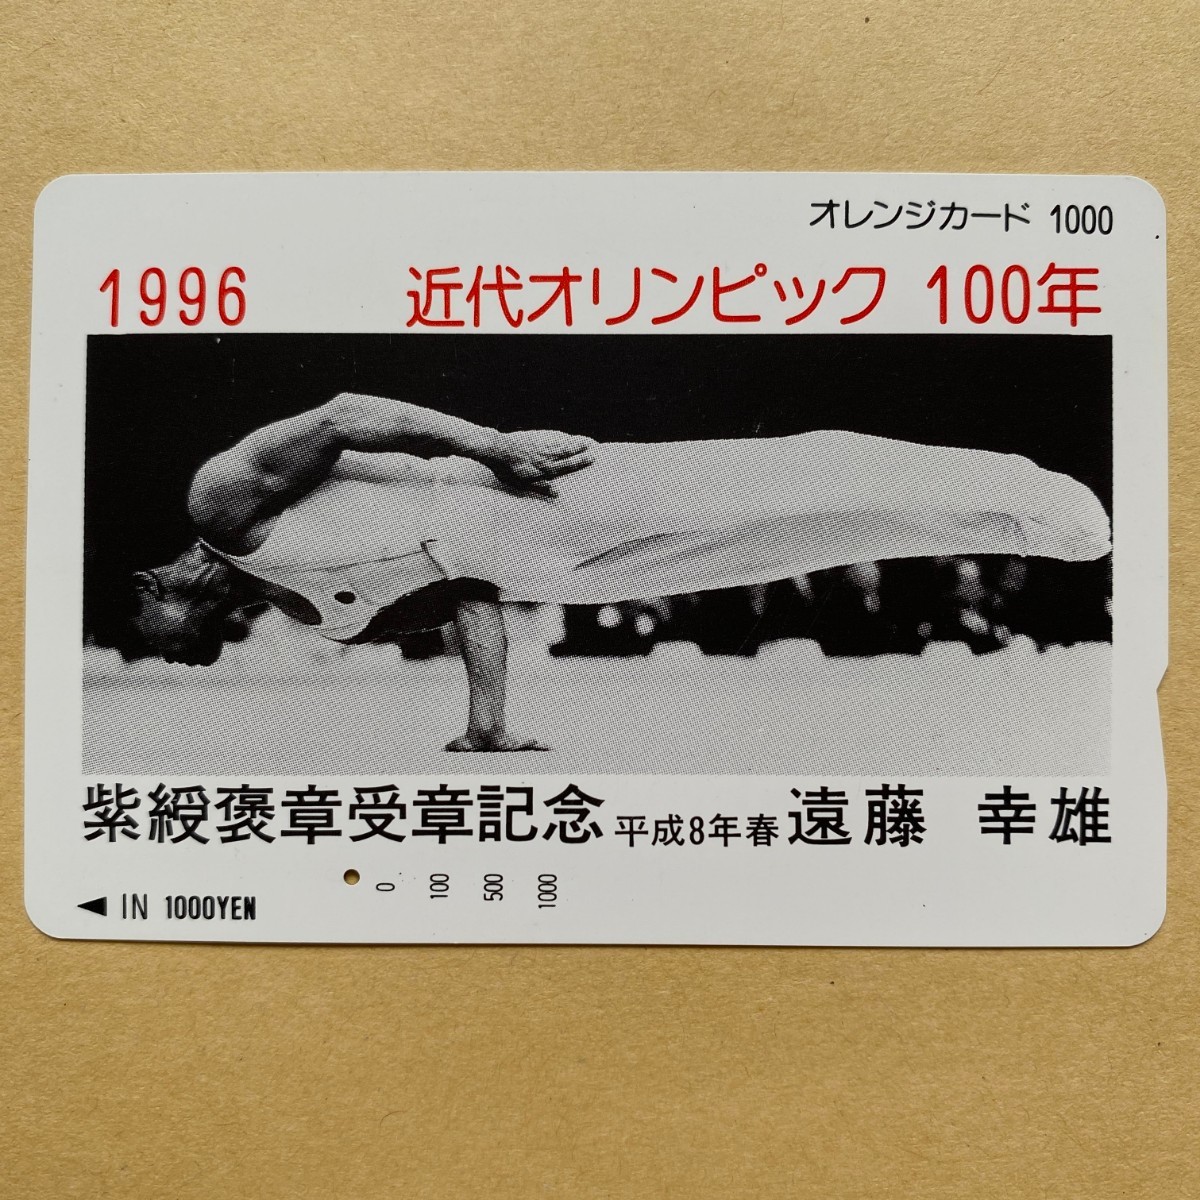 オレンジカード 1000
1996 近代オリンピック 100年
紫綬褒章受章記念 平成8年春 遠藤 幸雄
◀ IN 1000YEN 0 100 500 1000